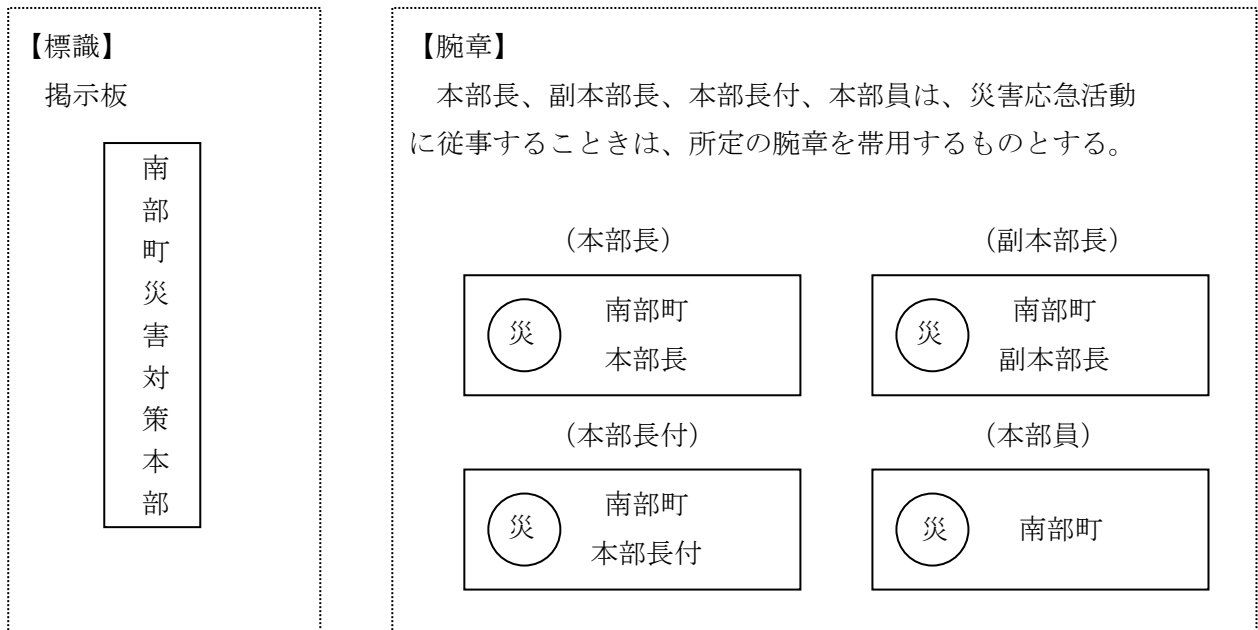 【標識】
掲示板
南部町災害対策本部
【腕章】
本部長、副本部長、本部長付、本部員は、災害応急活動
に従事することきは、所定の腕章を帯用するものとする。
(本部長)
災
南部町
本部長
(副本部長)
災
南部町
副本部長
(本部長付)
災
南部町
本部長付
(本部員)
災
南部町